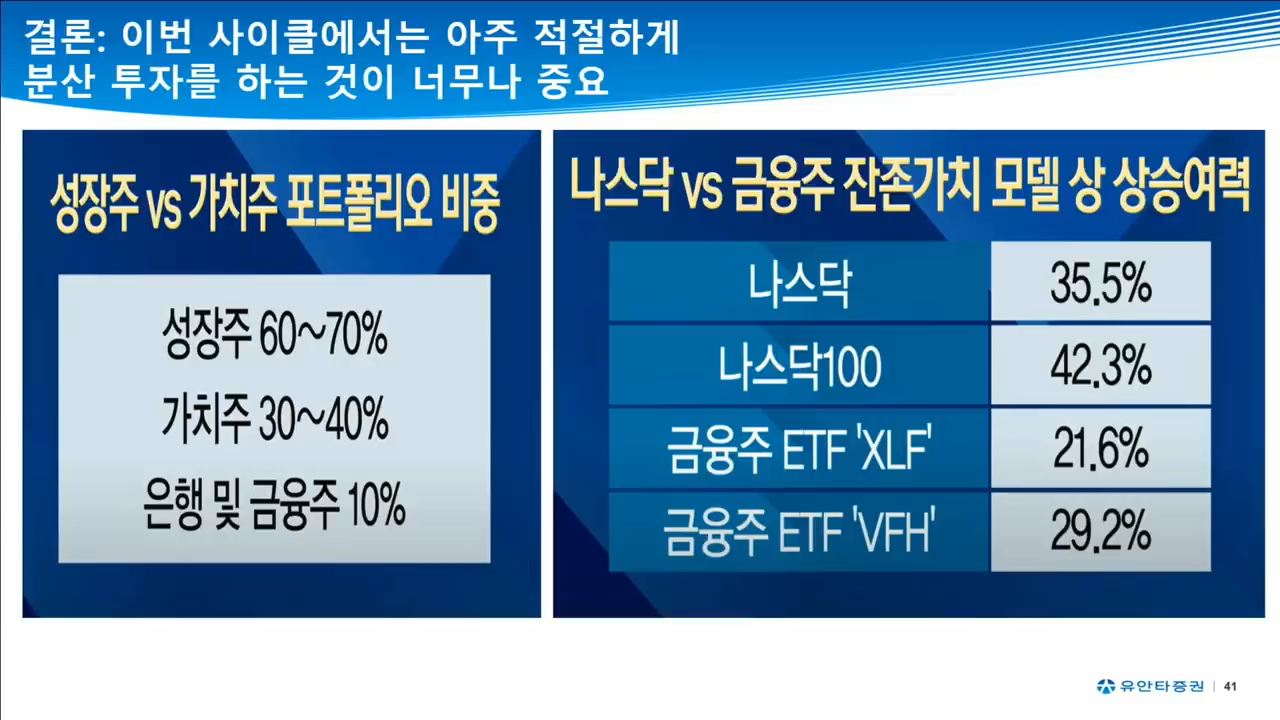 결론: 이번 사이클에서는 아주 적절하게
분산 투자를 하는 것이 너무나 중요
성장주 vs 가치주 포트폴리오 비중
성장주 60~70%
가치주 30~40%
은행 및 금융주 10%
나스닥 vs 금융주 잔존가치 모델 상 상승여력
나스닥 35.5%
나스닥100 42.3%
금융주 ETF 'XLF' 21.6%
금융주 ETF 'VFH' 29.2%
유안타증권 | 41